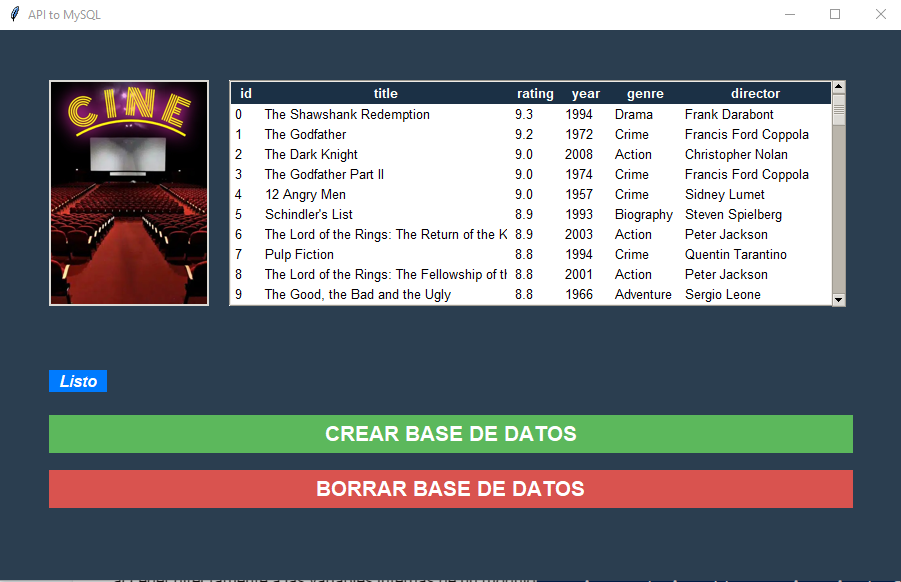 API to MySQL
CINE
id title rating year genre director
0 The Shawshank Redemption 9.3 1994 Drama Frank Darabont
1 The Godfather 9.2 1972 Crime Francis Ford Coppola
2 The Dark Knight 9.0 2008 Action Christopher Nolan
3 The Godfather Part II 9.0 1974 Crime Francis Ford Coppola
4 12 Angry Men 9.0 1957 Crime Sidney Lumet
5 Schindler's List 8.9 1993 Biography Steven Spielberg
6 The Lord of the Rings: The Return of the K 8.9 2003 Action Peter Jackson
7 Pulp Fiction 8.8 1994 Crime Quentin Tarantino
8 The Lord of the Rings: The Fellowship of th 8.8 2001 Action Peter Jackson
9 The Good, the Bad and the Ugly 8.8 1966 Adventure Sergio Leone
Listo
CREAR BASE DE DATOS
BORRAR BASE DE DATOS